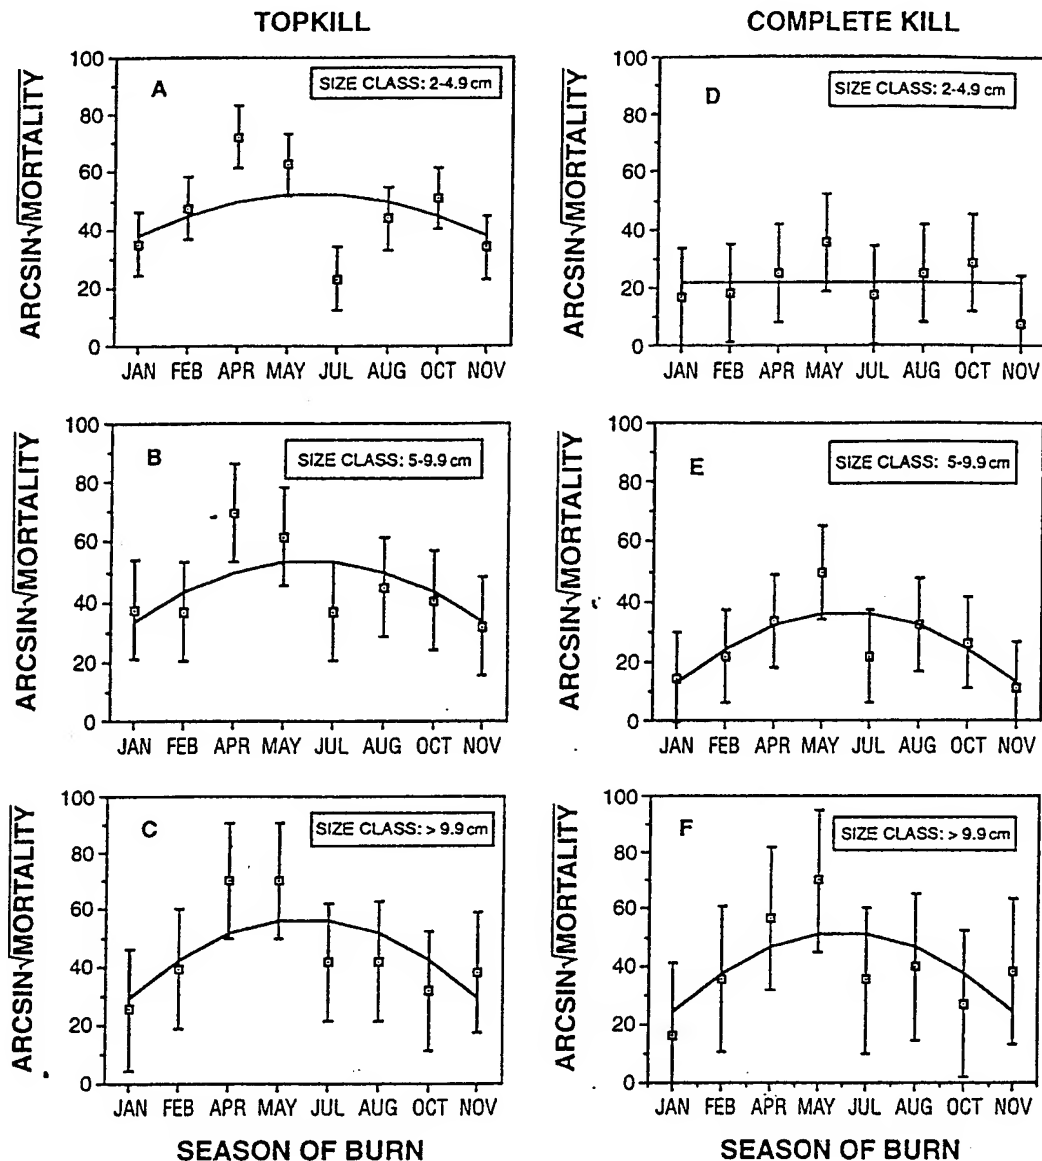 TOPKILL
COMPLETE KILL
ARCSIN√MORTALITY
100
80
60
40
20
0
A
SIZE CLASS: 2-4.9 cm
JAN FEB APR MAY JUL AUG OCT NOV
ARCSIN√MORTALITY
100
80
60
40
20
0
D
SIZE CLASS: 2-4.9 cm
JAN FEB APR MAY JUL AUG OCT NOV
ARCSIN√MORTALITY
100
80
60
40
20
0
B
SIZE CLASS: 5-9.9 cm
JAN FEB APR MAY JUL AUG OCT NOV
ARCSIN√MORTALITY
100
80
60
40
20
0
E
SIZE CLASS: 5-9.9 cm
JAN FEB APR MAY JUL AUG OCT NOV
ARCSIN√MORTALITY
100
80
60
40
20
0
C
SIZE CLASS: > 9.9 cm
JAN FEB APR MAY JUL AUG OCT NOV
SEASON OF BURN
ARCSIN√MORTALITY
100
80
60
40
20
0
F
SIZE CLASS: > 9.9 cm
JAN FEB APR MAY JUL AUG OCT NOV
SEASON OF BURN